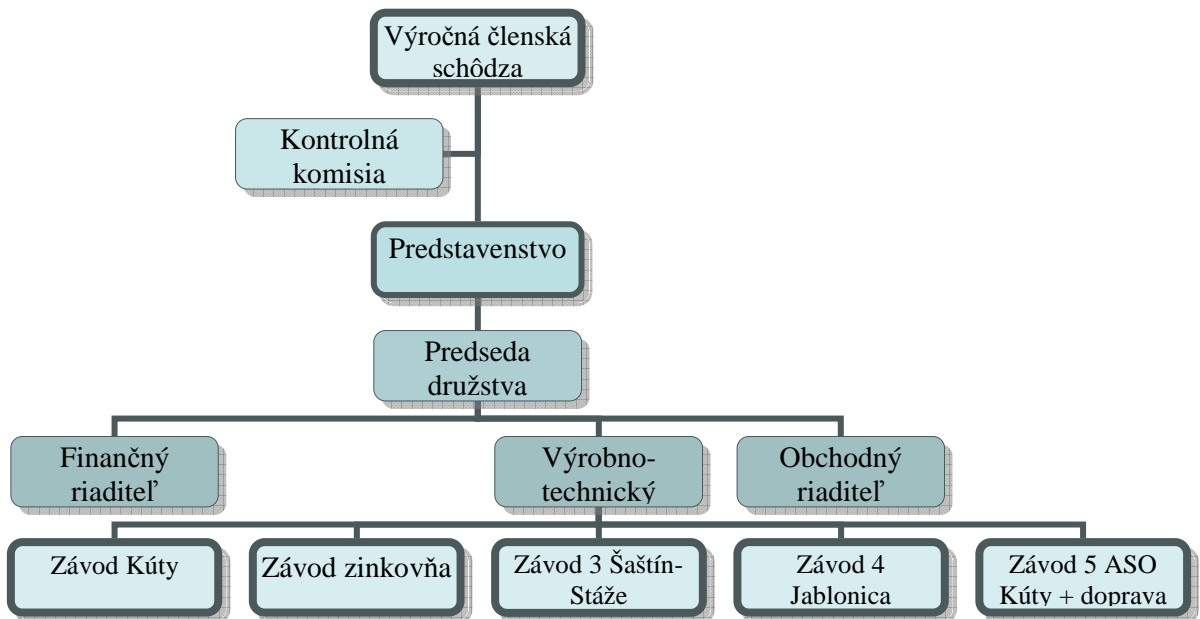 Výročná členská
schôdza
Kontrolná
komisia
Predstavenstvo
Predseda
družstva
Finančný
riaditeľ
Výrobno-
technický
Obchodný
riaditeľ
Závod Kúty
Závod zinkovňa
Závod 3 Šaštín-
Stáže
Závod 4
Jablonica
Závod 5 ASO
Kúty + doprava